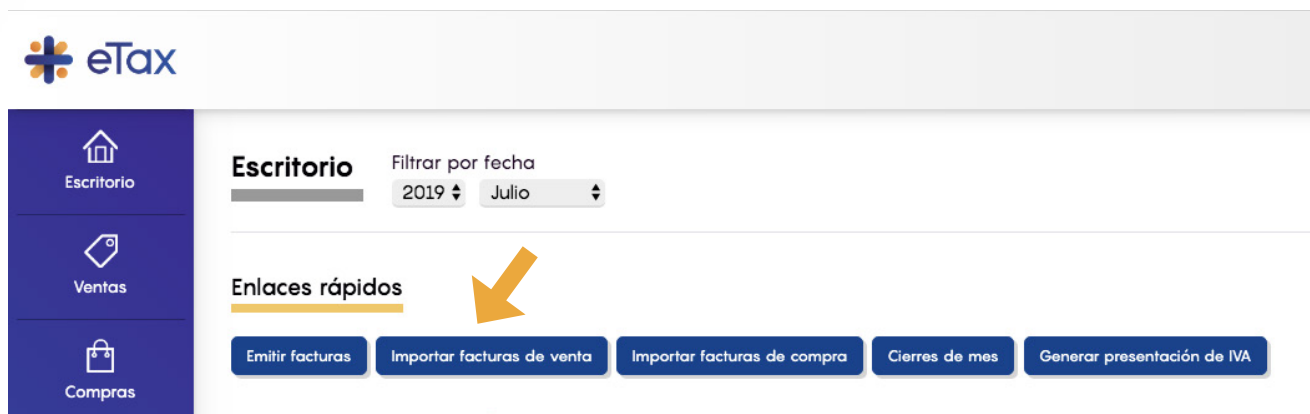 eTax
Escritorio
Ventas
Compras
Escritorio
Filtrar por fecha
2019 Julio
Enlaces rápidos
Emitir facturas Importar facturas de venta Importar facturas de compra Cierres de mes Generar presentación de IVA